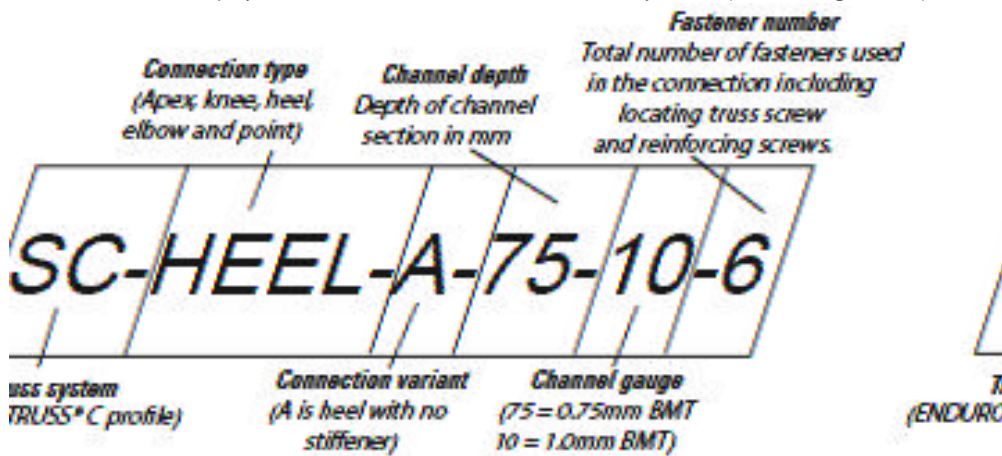 Fastener number
Total number of fasteners used
in the connection including
locating truss screw
and reinforcing screws.
Connection type
(Apex, knee, heel,
elbow and point)
Channel depth
Depth of channel
section in mm
SC-HEEL-A-75-10-6
uss system
TRUSS® C profile)
Connection variant
(A is heel with no
stiffener)
Channel gauge
(75 = 0.75mm BMT
10 = 1.0mm BMT)
(ENDURO